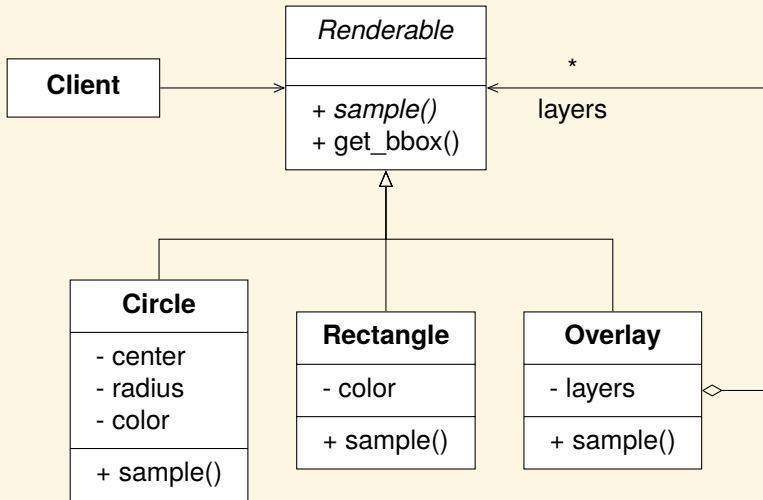 Renderable
+ sample()
+ get_bbox()
Client
*
layers
Circle
- center
- radius
- color
+ sample()
Rectangle
- color
+ sample()
Overlay
- layers
+ sample()